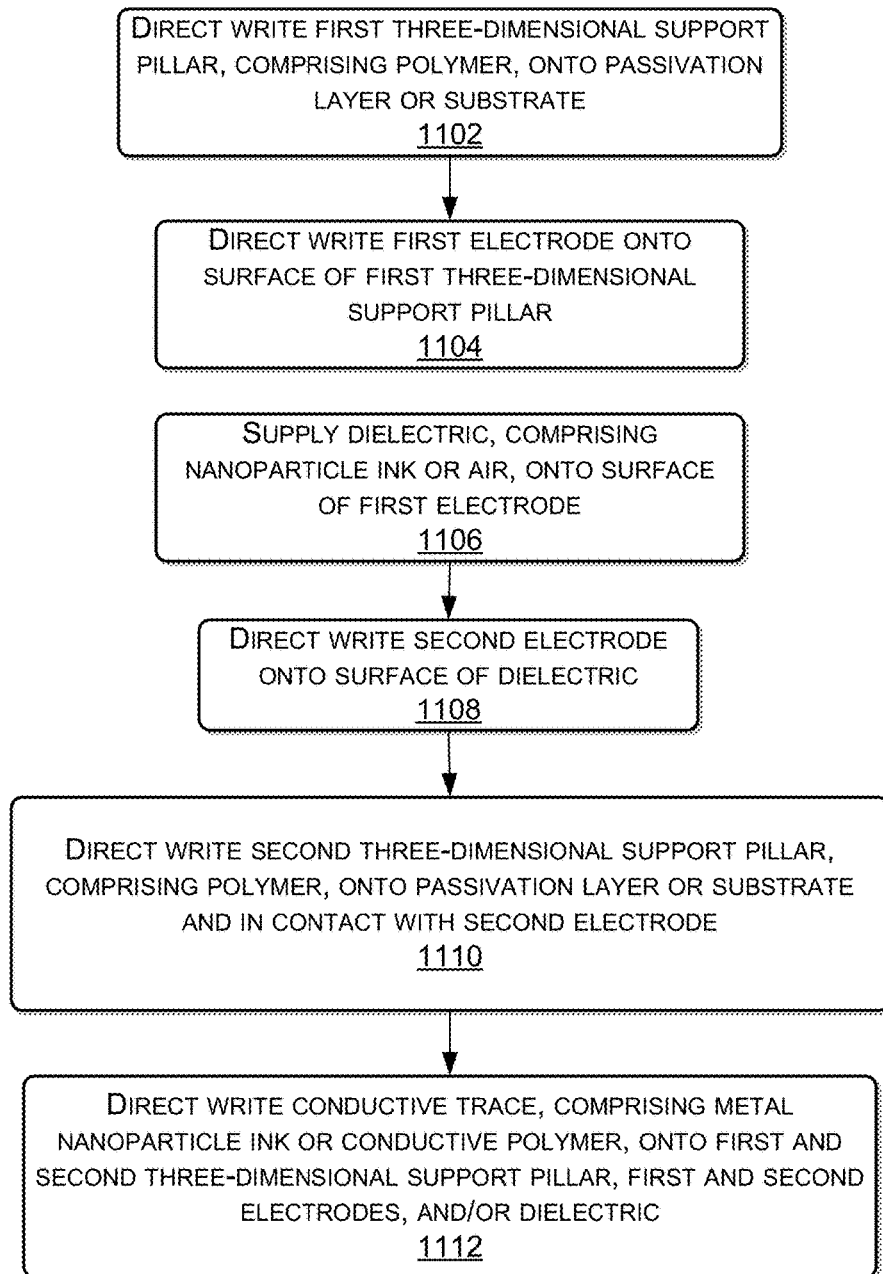 DIRECT WRITE FIRST THREE-DIMENSIONAL SUPPORT
PILLAR, COMPRISING POLYMER, ONTO PASSIVATION
LAYER OR SUBSTRATE
1102
DIRECT WRITE FIRST ELECTRODE ONTO
SURFACE OF FIRST THREE-DIMENSIONAL
SUPPORT PILLAR
1104
SUPPLY DIELECTRIC, COMPRISING
NANOPARTICLE INK OR AIR, ONTO SURFACE
OF FIRST ELECTRODE
1106
DIRECT WRITE SECOND ELECTRODE
ONTO SURFACE OF DIELECTRIC
1108
DIRECT WRITE SECOND THREE-DIMENSIONAL SUPPORT PILLAR,
COMPRISING POLYMER, ONTO PASSIVATION LAYER OR SUBSTRATE
AND IN CONTACT WITH SECOND ELECTRODE
1110
DIRECT WRITE CONDUCTIVE TRACE, COMPRISING METAL
NANOPARTICLE INK OR CONDUCTIVE POLYMER, ONTO FIRST AND
SECOND THREE-DIMENSIONAL SUPPORT PILLAR, FIRST AND SECOND
ELECTRODES, AND/OR DIELECTRIC
1112